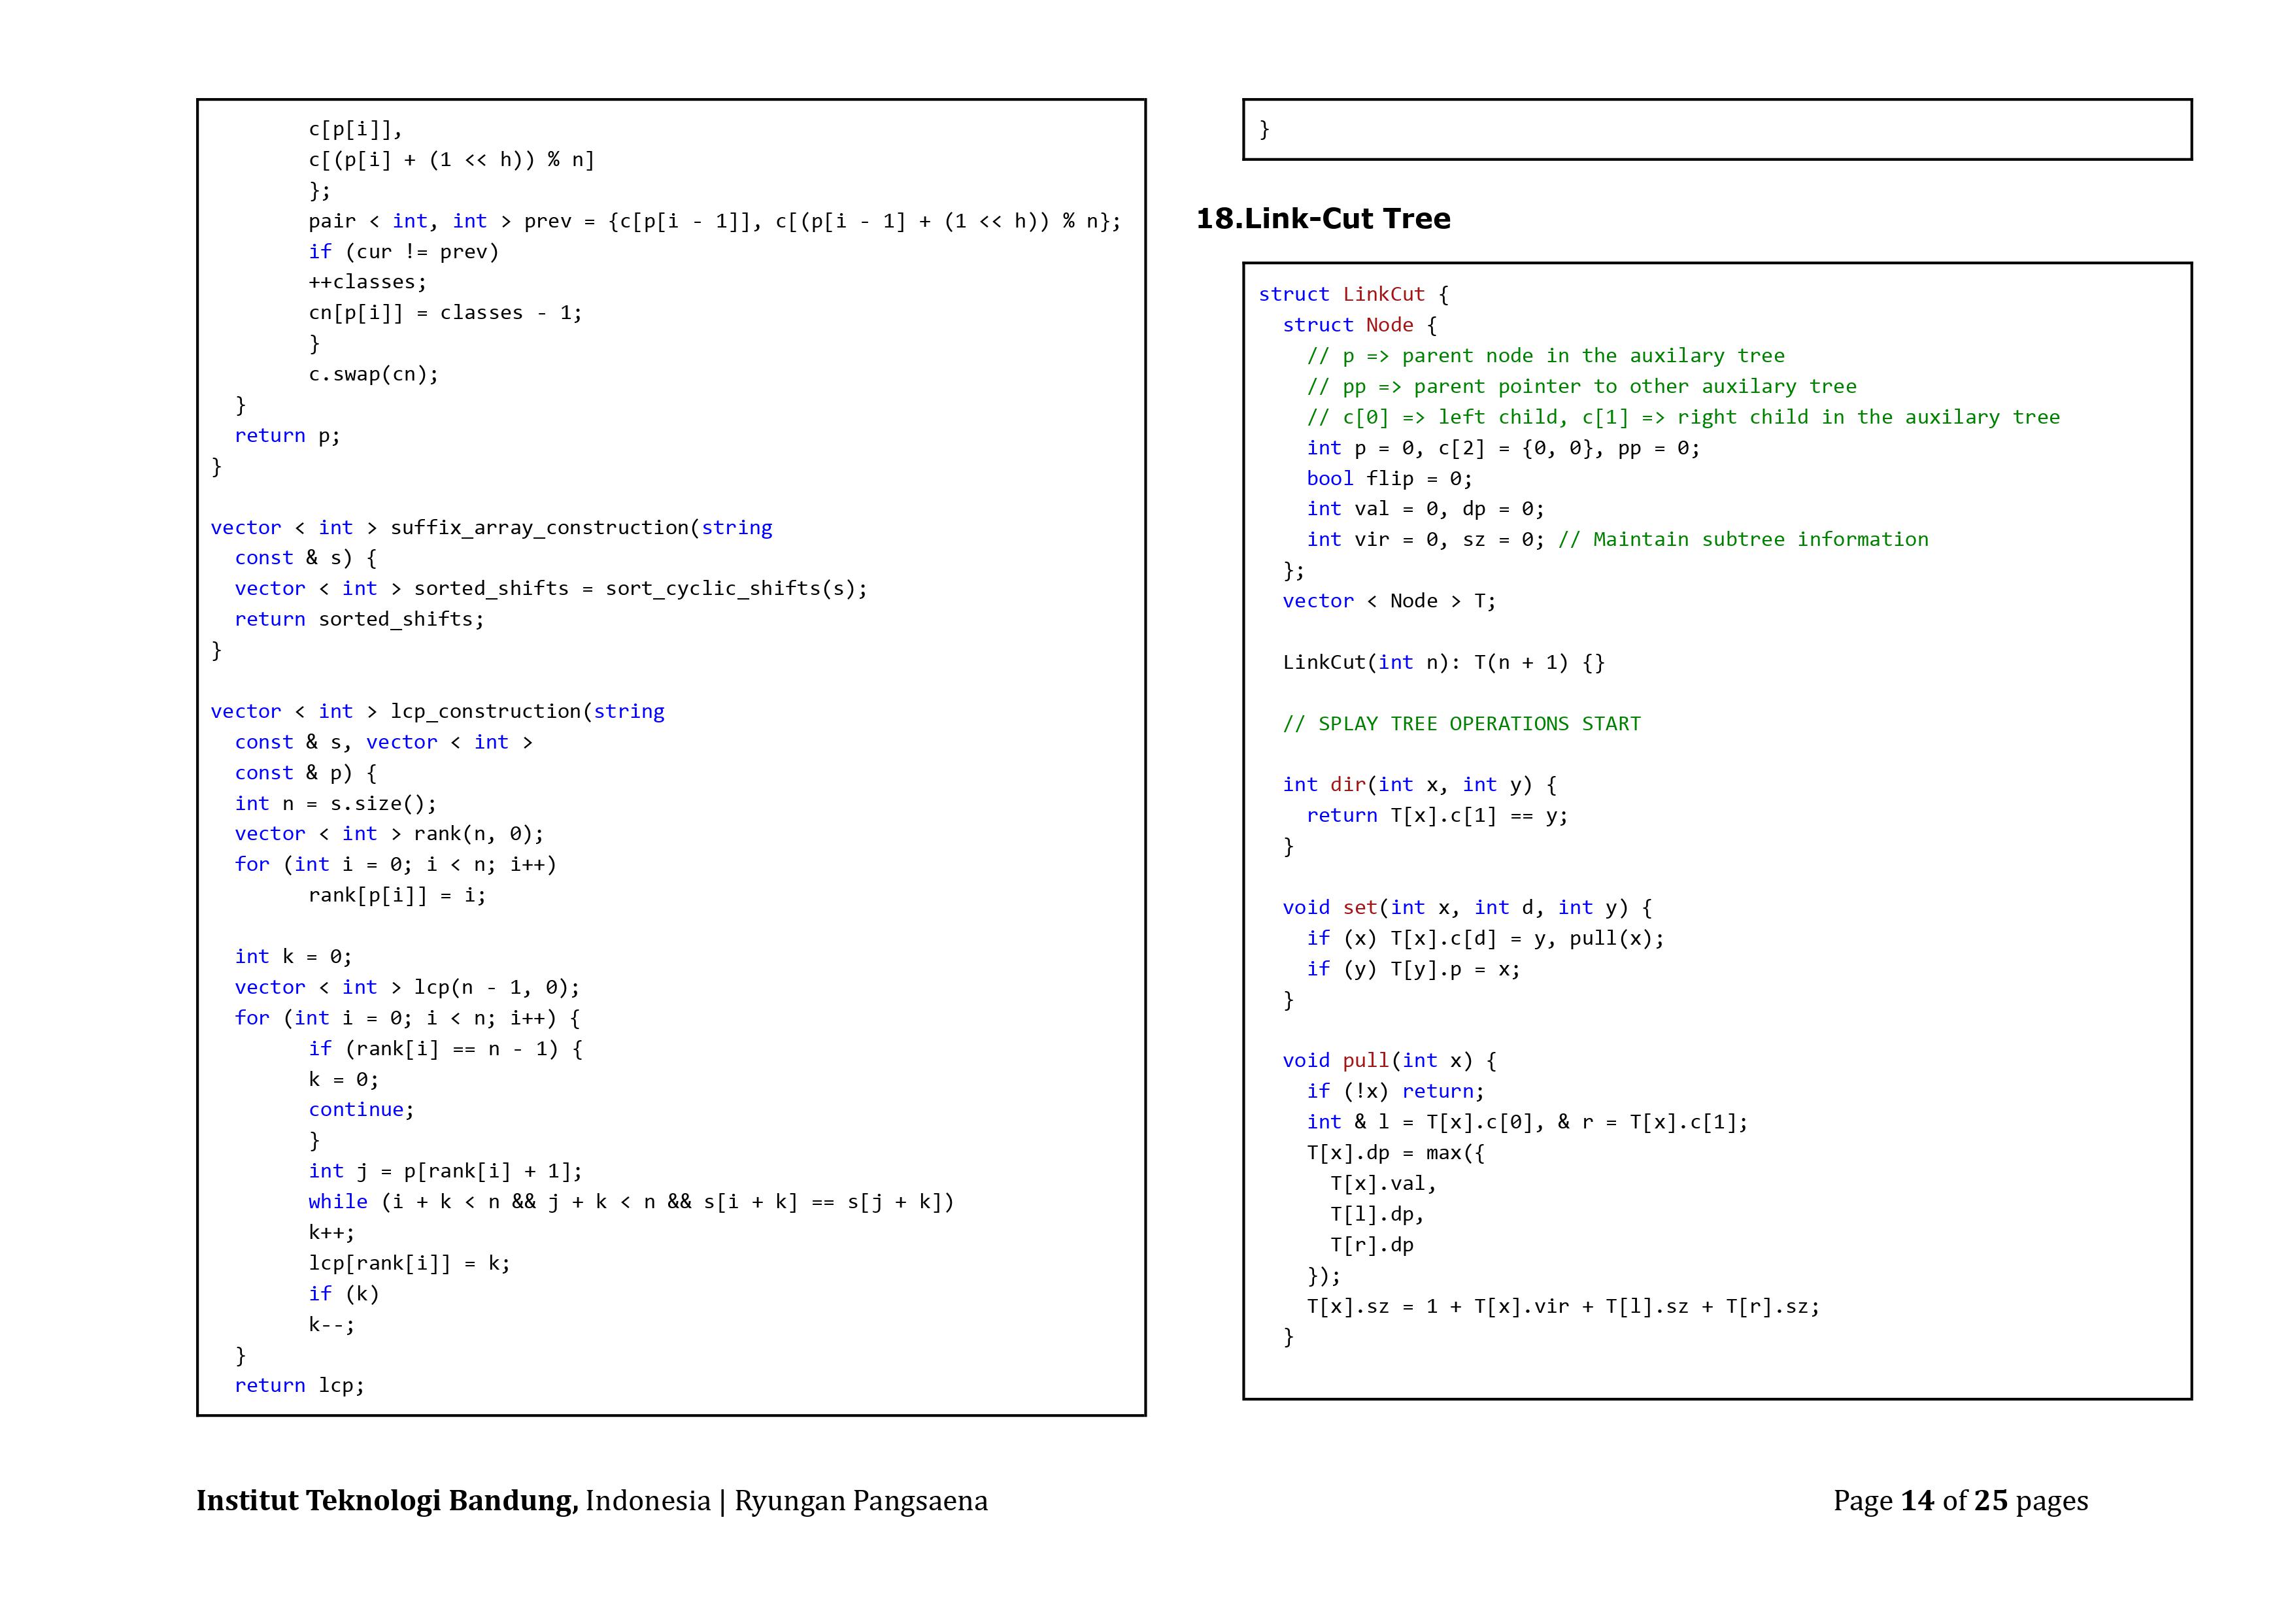 c[p[i]],
        c[(p[i] + (1 << h)) % n]
        };
        pair < int, int > prev = {c[p[i - 1]], c[(p[i - 1] + (1 << h)) % n};
        if (cur != prev)
        ++classes;
        cn[p[i]] = classes - 1;
        }
        c.swap(cn);
  }
  return p;
}

vector < int > suffix_array_construction(string
  const & s) {
  vector < int > sorted_shifts = sort_cyclic_shifts(s);
  return sorted_shifts;
}

vector < int > lcp_construction(string
  const & s, vector < int >
  const & p) {
  int n = s.size();
  vector < int > rank(n, 0);
  for (int i = 0; i < n; i++)
        rank[p[i]] = i;

  int k = 0;
  vector < int > lcp(n - 1, 0);
  for (int i = 0; i < n; i++) {
        if (rank[i] == n - 1) {
        k = 0;
        continue;
        }
        int j = p[rank[i] + 1];
        while (i + k < n && j + k < n && s[i + k] == s[j + k])
        k++;
        lcp[rank[i]] = k;
        if (k)
        k--;
  }
  return lcp;
}

18.Link-Cut Tree

struct LinkCut {
  struct Node {
    // p => parent node in the auxilary tree
    // pp => parent pointer to other auxilary tree
    // c[0] => left child, c[1] => right child in the auxilary tree
    int p = 0, c[2] = {0, 0}, pp = 0;
    bool flip = 0;
    int val = 0, dp = 0;
    int vir = 0, sz = 0; // Maintain subtree information
  };
  vector < Node > T;

  LinkCut(int n): T(n + 1) {}

  // SPLAY TREE OPERATIONS START

  int dir(int x, int y) {
    return T[x].c[1] == y;
  }

  void set(int x, int d, int y) {
    if (x) T[x].c[d] = y, pull(x);
    if (y) T[y].p = x;
  }

  void pull(int x) {
    if (!x) return;
    int & l = T[x].c[0], & r = T[x].c[1];
    T[x].dp = max({
      T[x].val,
      T[l].dp,
      T[r].dp
    });
    T[x].sz = 1 + T[x].vir + T[l].sz + T[r].sz;
  }

Institut Teknologi Bandung, Indonesia | Ryungan Pangsaena
Page 14 of 25 pages